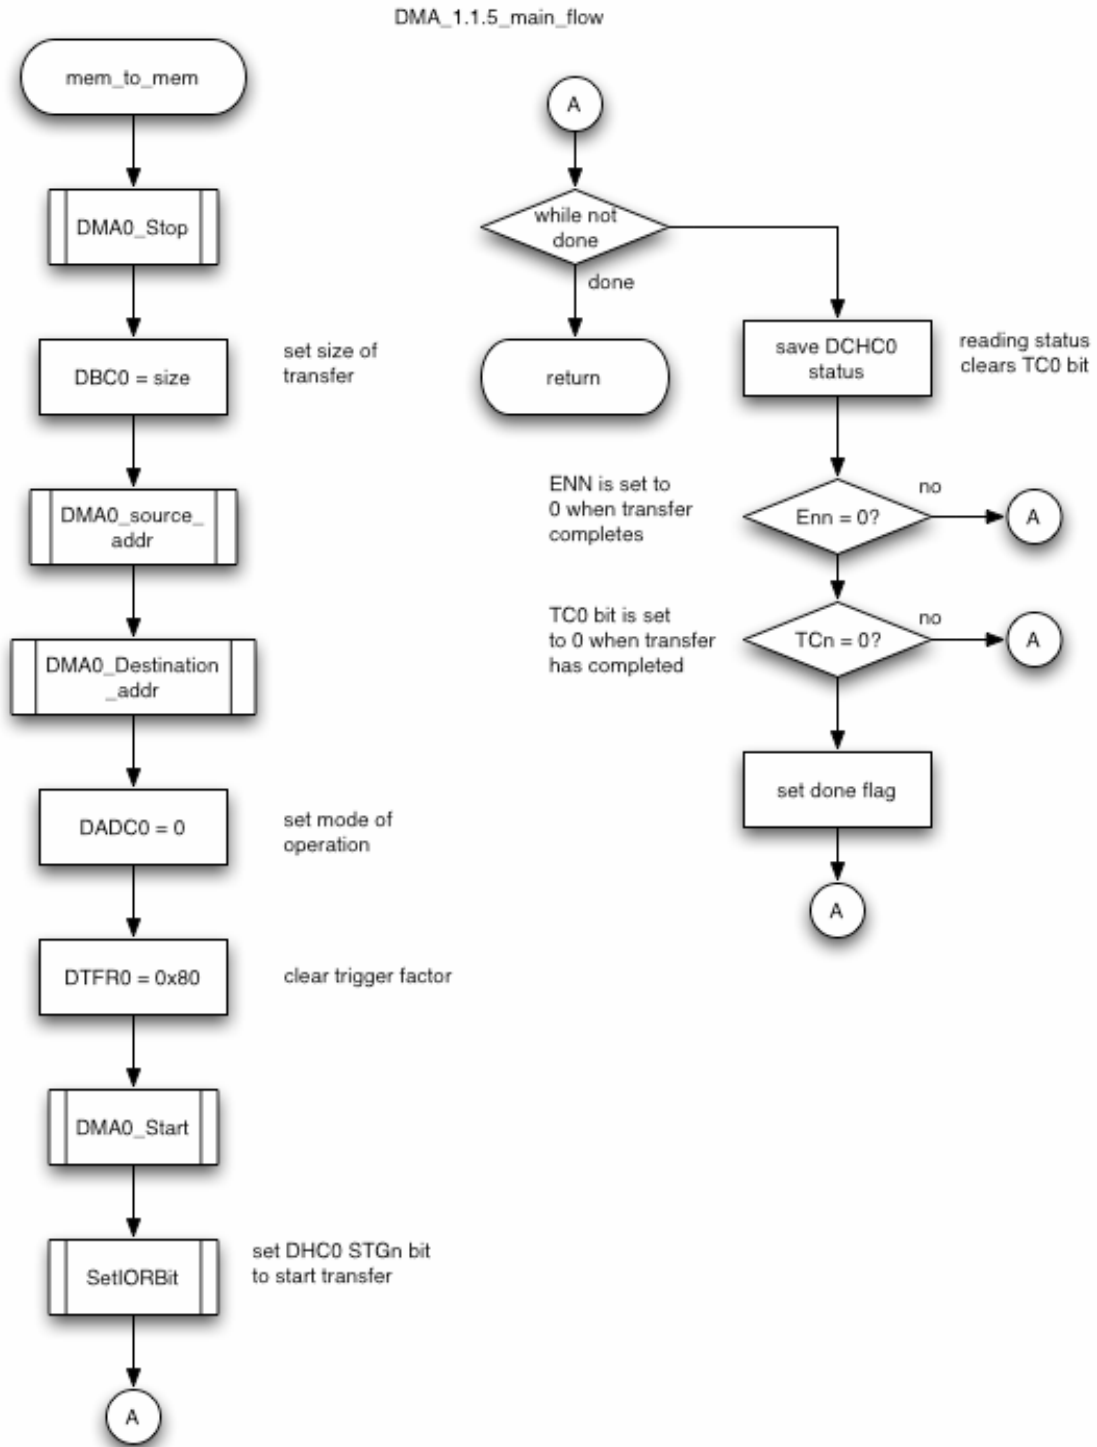 DMA_1.1.5_main_flow
mem_to_mem
DMA0_Stop
DBC0 = size
set size of
transfer
DMA0_source_
addr
DMA0_Destination
_addr
DADC0 = 0
set mode of
operation
DTFR0 = 0x80
clear trigger factor
DMA0_Start
SetIORBit
set DHC0 STGn bit
to start transfer
A
A
while not
done
done
return
save DCHC0
status
reading status
clears TC0 bit
ENN is set to
0 when transfer
completes
Enn = 0?
no
A
TC0 bit is set
to 0 when transfer
has completed
TCn = 0?
no
A
set done flag
A